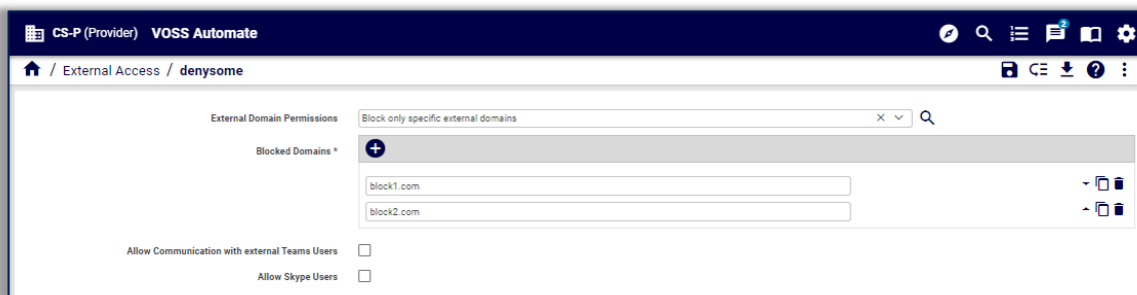 CS-P (Provider) VOSS Automate
2
/ External Access / denysome
External Domain Permissions Block only specific external domains
Blocked Domains *
block1.com
block2.com
Allow Communication with external Teams Users
Allow Skype Users